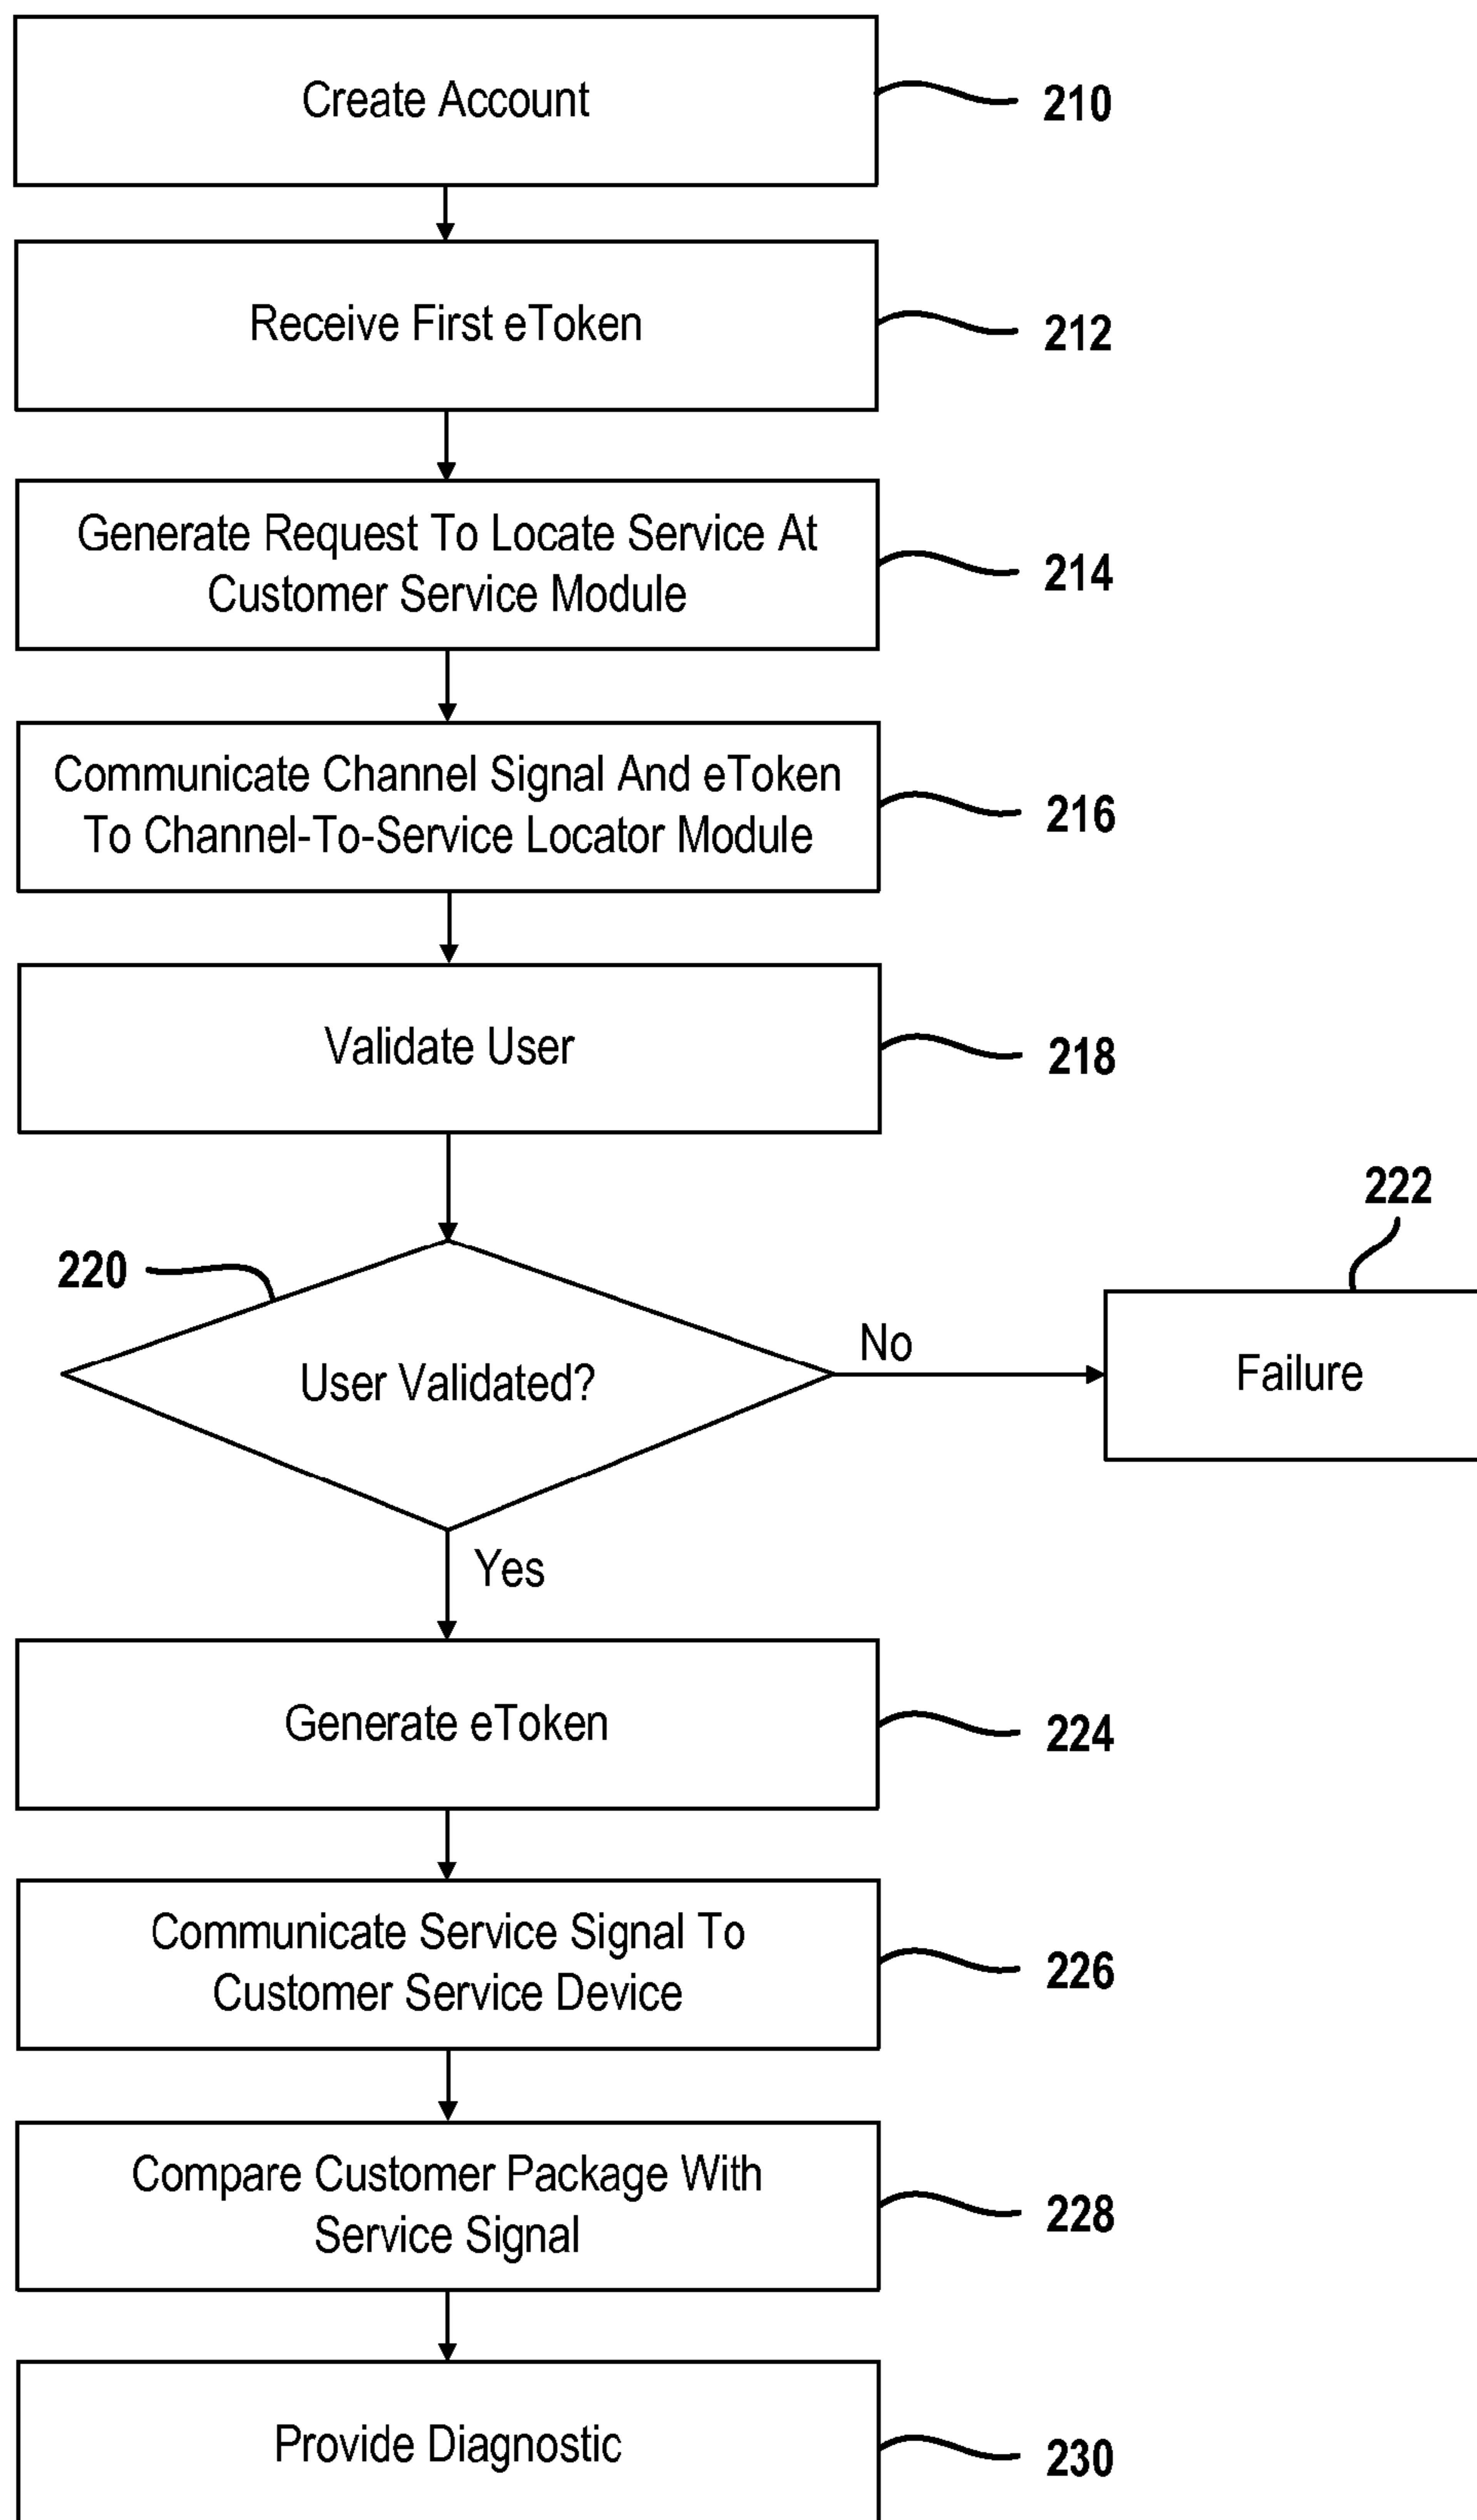 Create Account
210
Receive First eToken
212
Generate Request To Locate Service At
Customer Service Module
214
Communicate Channel Signal And eToken
To Channel-To-Service Locator Module
216
Validate User
218
222
220
User Validated?
No
Failure
Yes
Generate eToken
224
Communicate Service Signal To
Customer Service Device
226
Compare Customer Package With
Service Signal
228
Provide Diagnostic
230